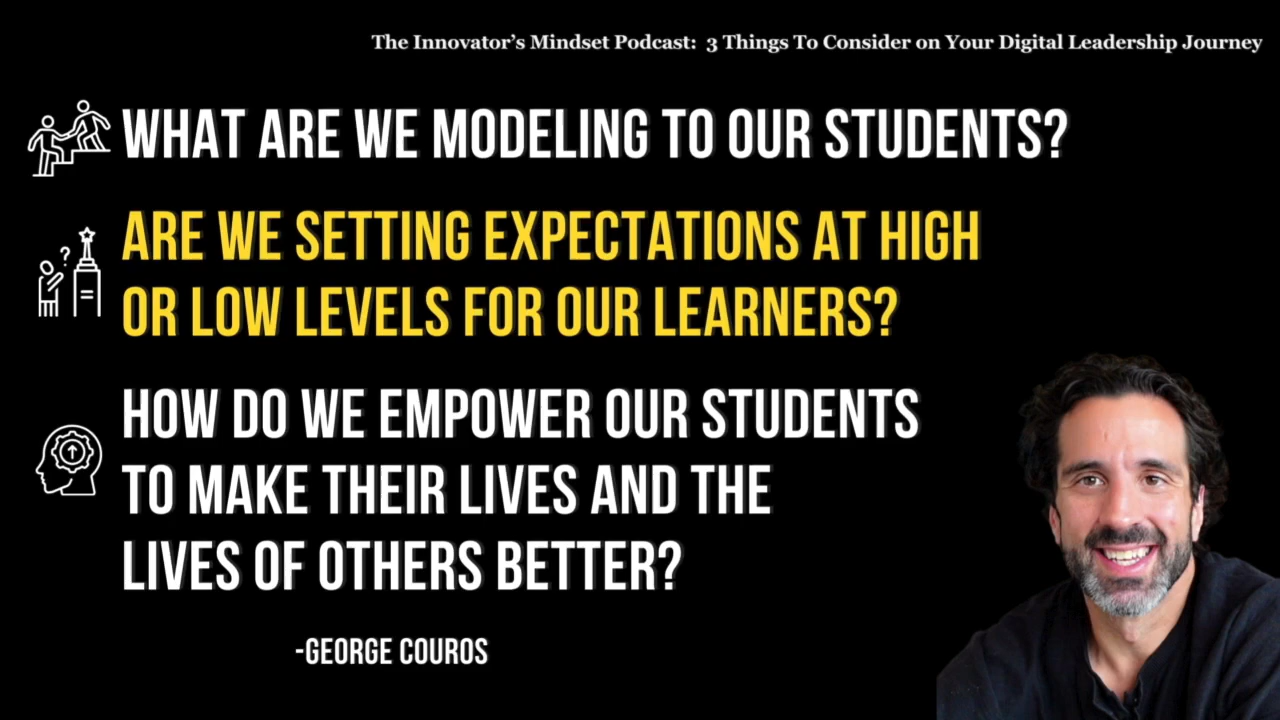 The Innovator's Mindset Podcast:  3 Things To Consider on Your Digital Leadership Journey
WHAT ARE WE MODELING TO OUR STUDENTS?
ARE WE SETTING EXPECTATIONS AT HIGH
OR LOW LEVELS FOR OUR LEARNERS?
HOW DO WE EMPOWER OUR STUDENTS
TO MAKE THEIR LIVES AND THE
LIVES OF OTHERS BETTER?
-GEORGE COUROS